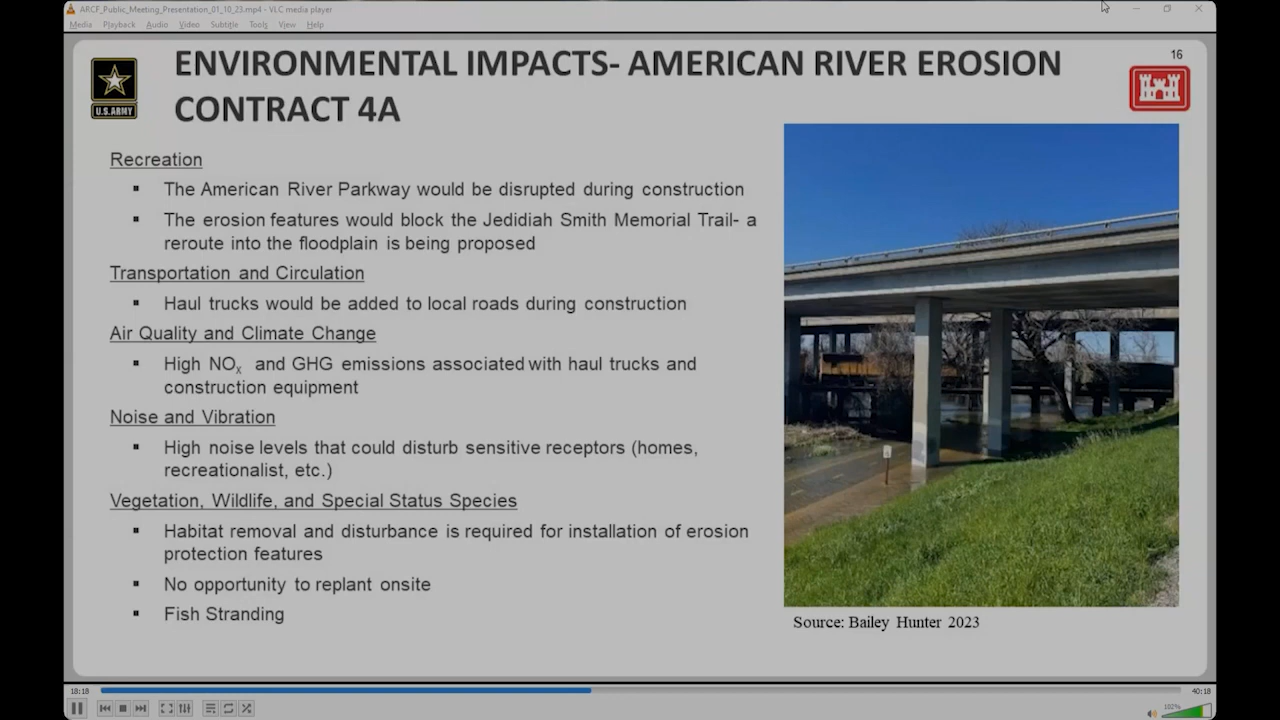 ARCF_Public_Meeting_Presentation_01_10_23.mp4 - VLC media player
Media Playback Audio Video Subtitle Tools View Help
16
ENVIRONMENTAL IMPACTS- AMERICAN RIVER EROSION
CONTRACT 4A
U.S.ARMY
Recreation
▪ The American River Parkway would be disrupted during construction
▪ The erosion features would block the Jedidiah Smith Memorial Trail- a
reroute into the floodplain is being proposed
Transportation and Circulation
▪ Haul trucks would be added to local roads during construction
Air Quality and Climate Change
▪ High NOx and GHG emissions associated with haul trucks and
construction equipment
Noise and Vibration
▪ High noise levels that could disturb sensitive receptors (homes,
recreationalist, etc.)
Vegetation, Wildlife, and Special Status Species
▪ Habitat removal and disturbance is required for installation of erosion
protection features
▪ No opportunity to replant onsite
▪ Fish Stranding
Source: Bailey Hunter 2023
18:18
40:18
102%